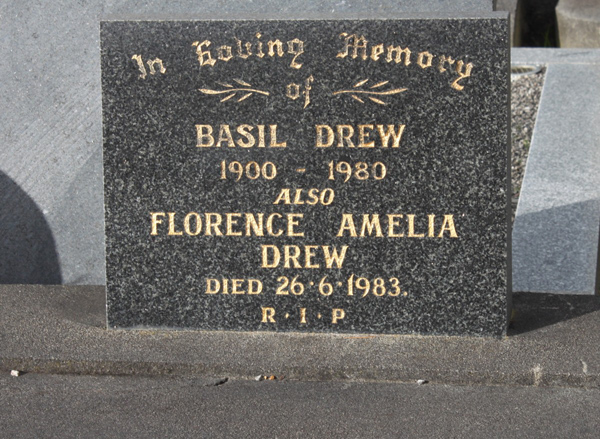 In Loving Memory
of
BASIL DREW
1900 - 1980
ALSO
FLORENCE AMELIA
DREW
DIED 26·6·1983.
R·I·P